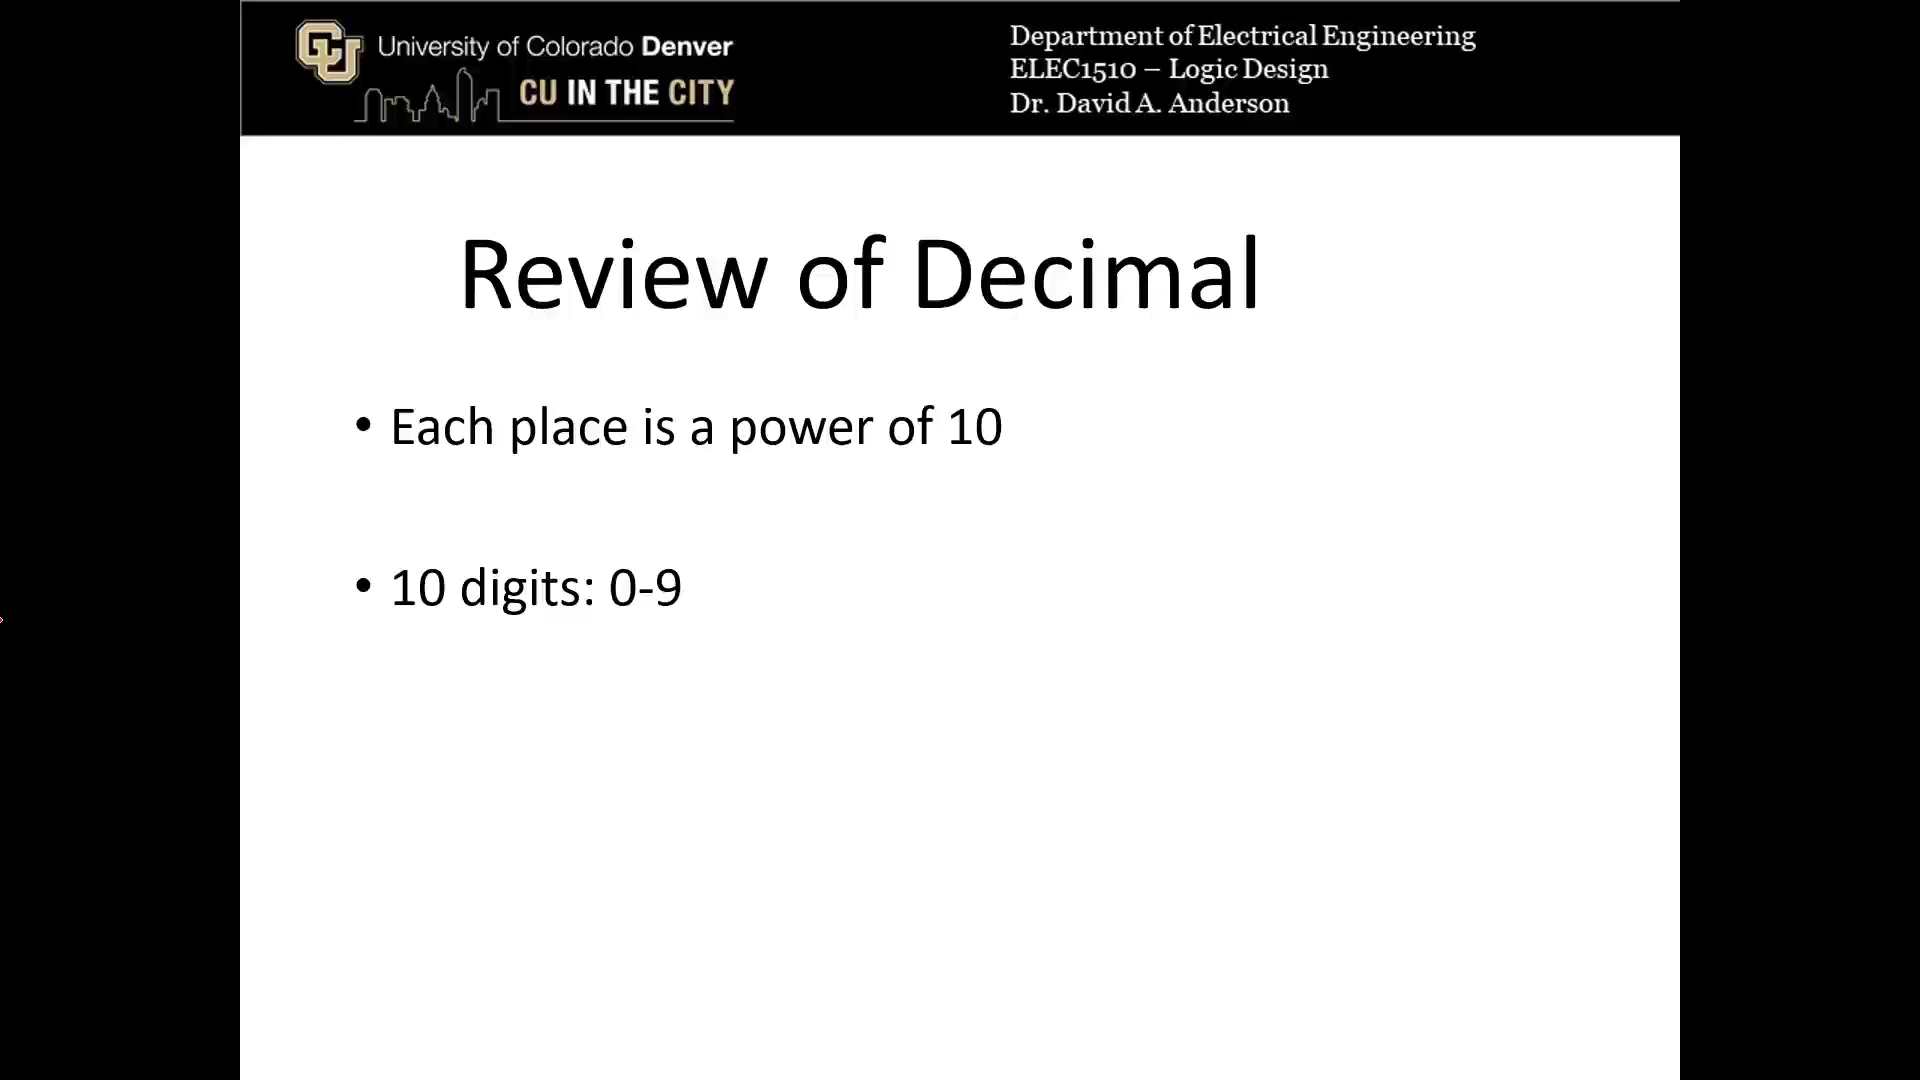 University of Colorado Denver
CU IN THE CITY
Department of Electrical Engineering
ELEC1510 – Logic Design
Dr. David A. Anderson
Review of Decimal
• Each place is a power of 10
• 10 digits: 0-9